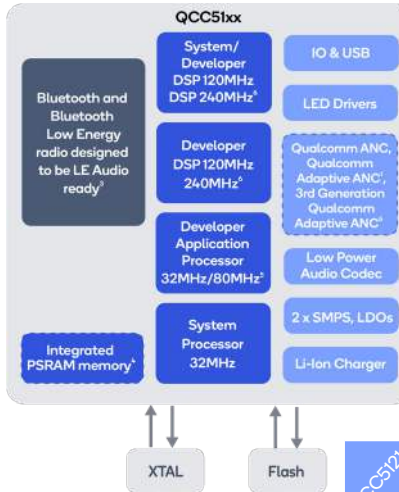 QCC51xx
Bluetooth and
Bluetooth
Low Energy
radio designed
to be LE Audio
ready³
Integrated
PSRAM memory⁴
System/
Developer
DSP 120MHz
DSP 240MHz⁶
Developer
DSP 120MHz
240MHz⁶
Developer
Application
Processor
32MHz/80MHz²
System
Processor
32MHz
IO & USB
LED Drivers
Qualcomm ANC,
Qualcomm
Adaptive ANC¹,
3rd Generation
Qualcomm
Adaptive ANC⁶
Low Power
Audio Codec
2 x SMPS, LDOs
Li-Ion Charger
XTAL
Flash